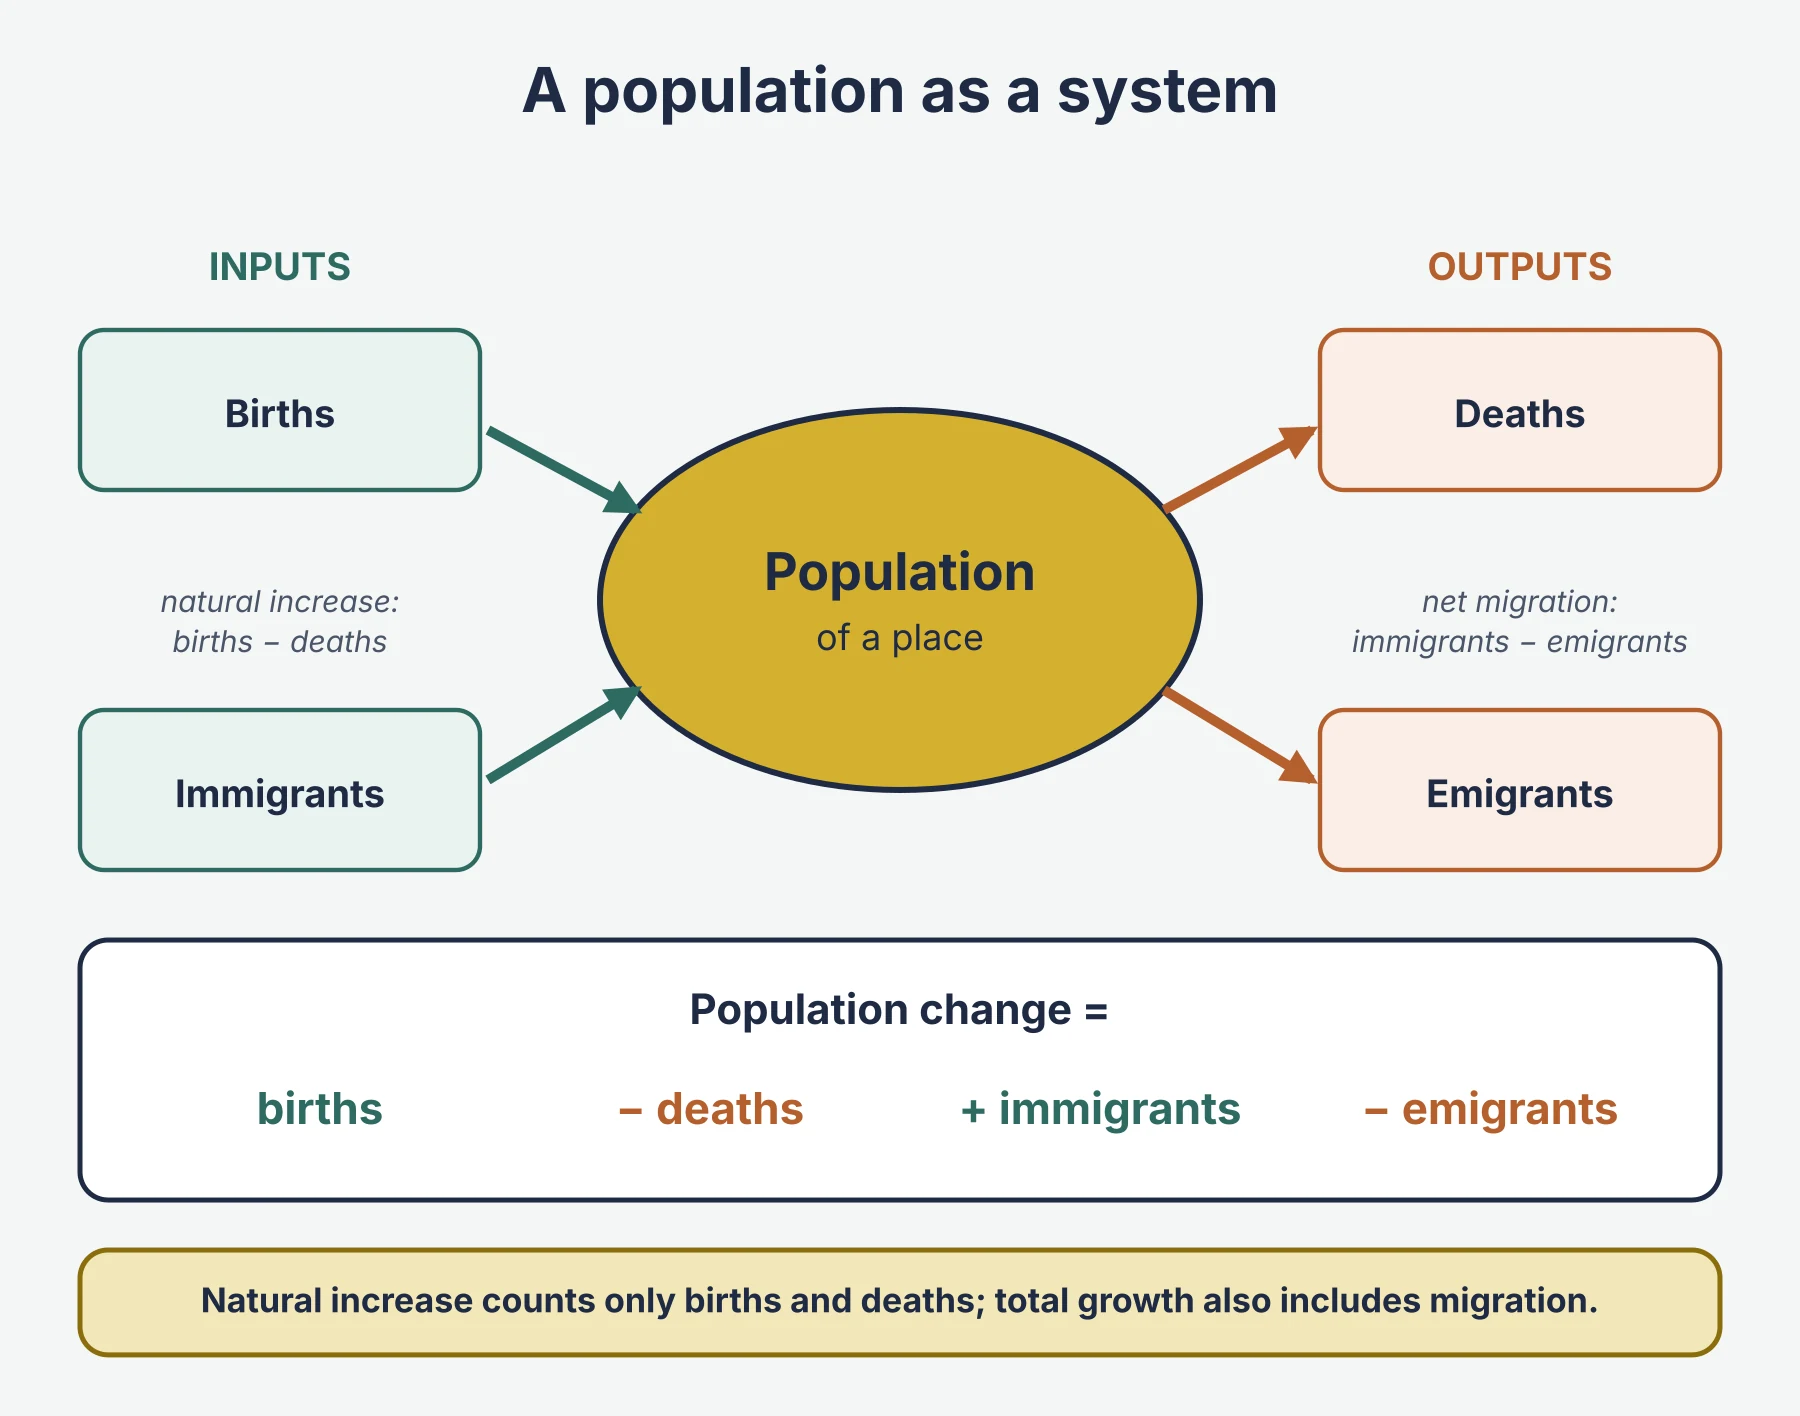 A population as a system
INPUTS
OUTPUTS
Births
Deaths
Population
of a place
natural increase:
births – deaths
net migration:
immigrants – emigrants
Immigrants
Emigrants
Population change =
births – deaths + immigrants – emigrants
Natural increase counts only births and deaths; total growth also includes migration.